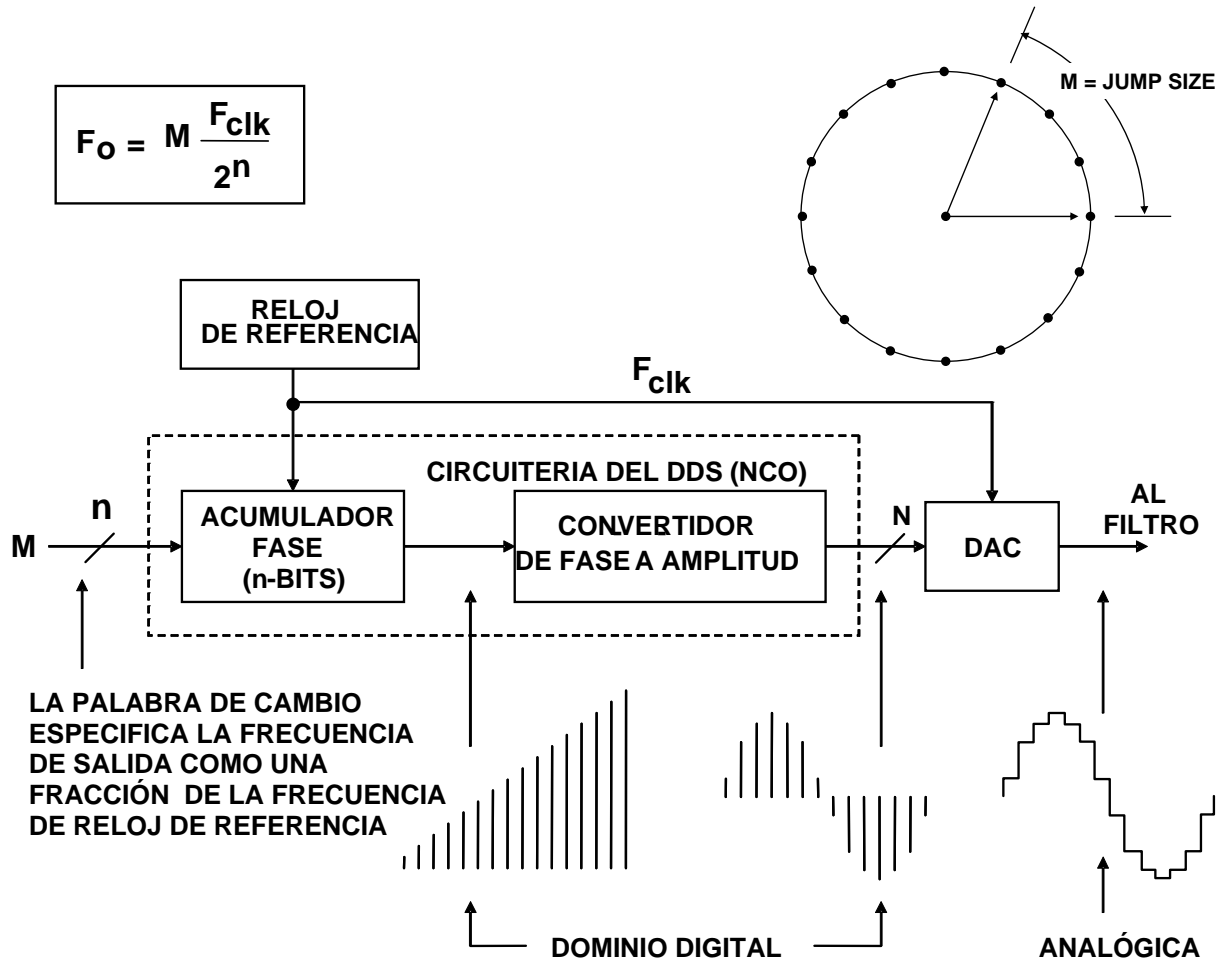 Fo = M Fclk
2n
M = JUMP SIZE
RELOJ
DE REFERENCIA
Fclk
CIRCUITERIA DEL DDS (NCO)
M
n
ACUMULADOR
FASE
(n-BITS)
CONVERTIDOR
DE FASE A AMPLITUD
N
DAC
AL
FILTRO
LA PALABRA DE CAMBIO
ESPECIFICA LA FRECUENCIA
DE SALIDA COMO UNA
FRACCIÓN DE LA FRECUENCIA
DE RELOJ DE REFERENCIA
DOMINIO DIGITAL
ANALÓGICA